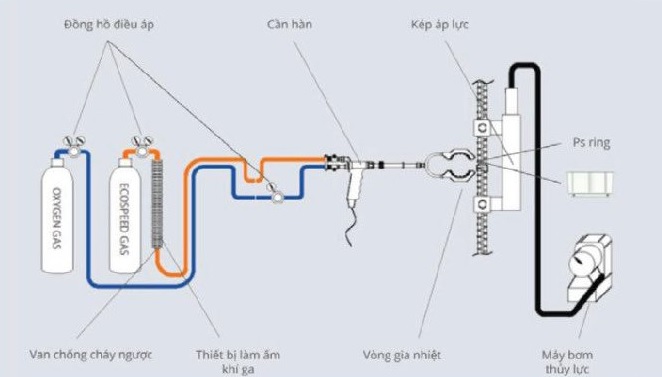 Đồng hồ điều áp
Càn hàn
Kép áp lực
Ps ring
OXYGEN GAS
ECOSPEED GAS
Van chống cháy ngược
Thiết bị làm ấm
khí ga
Vòng gia nhiệt
Máy bơm
thủy lực